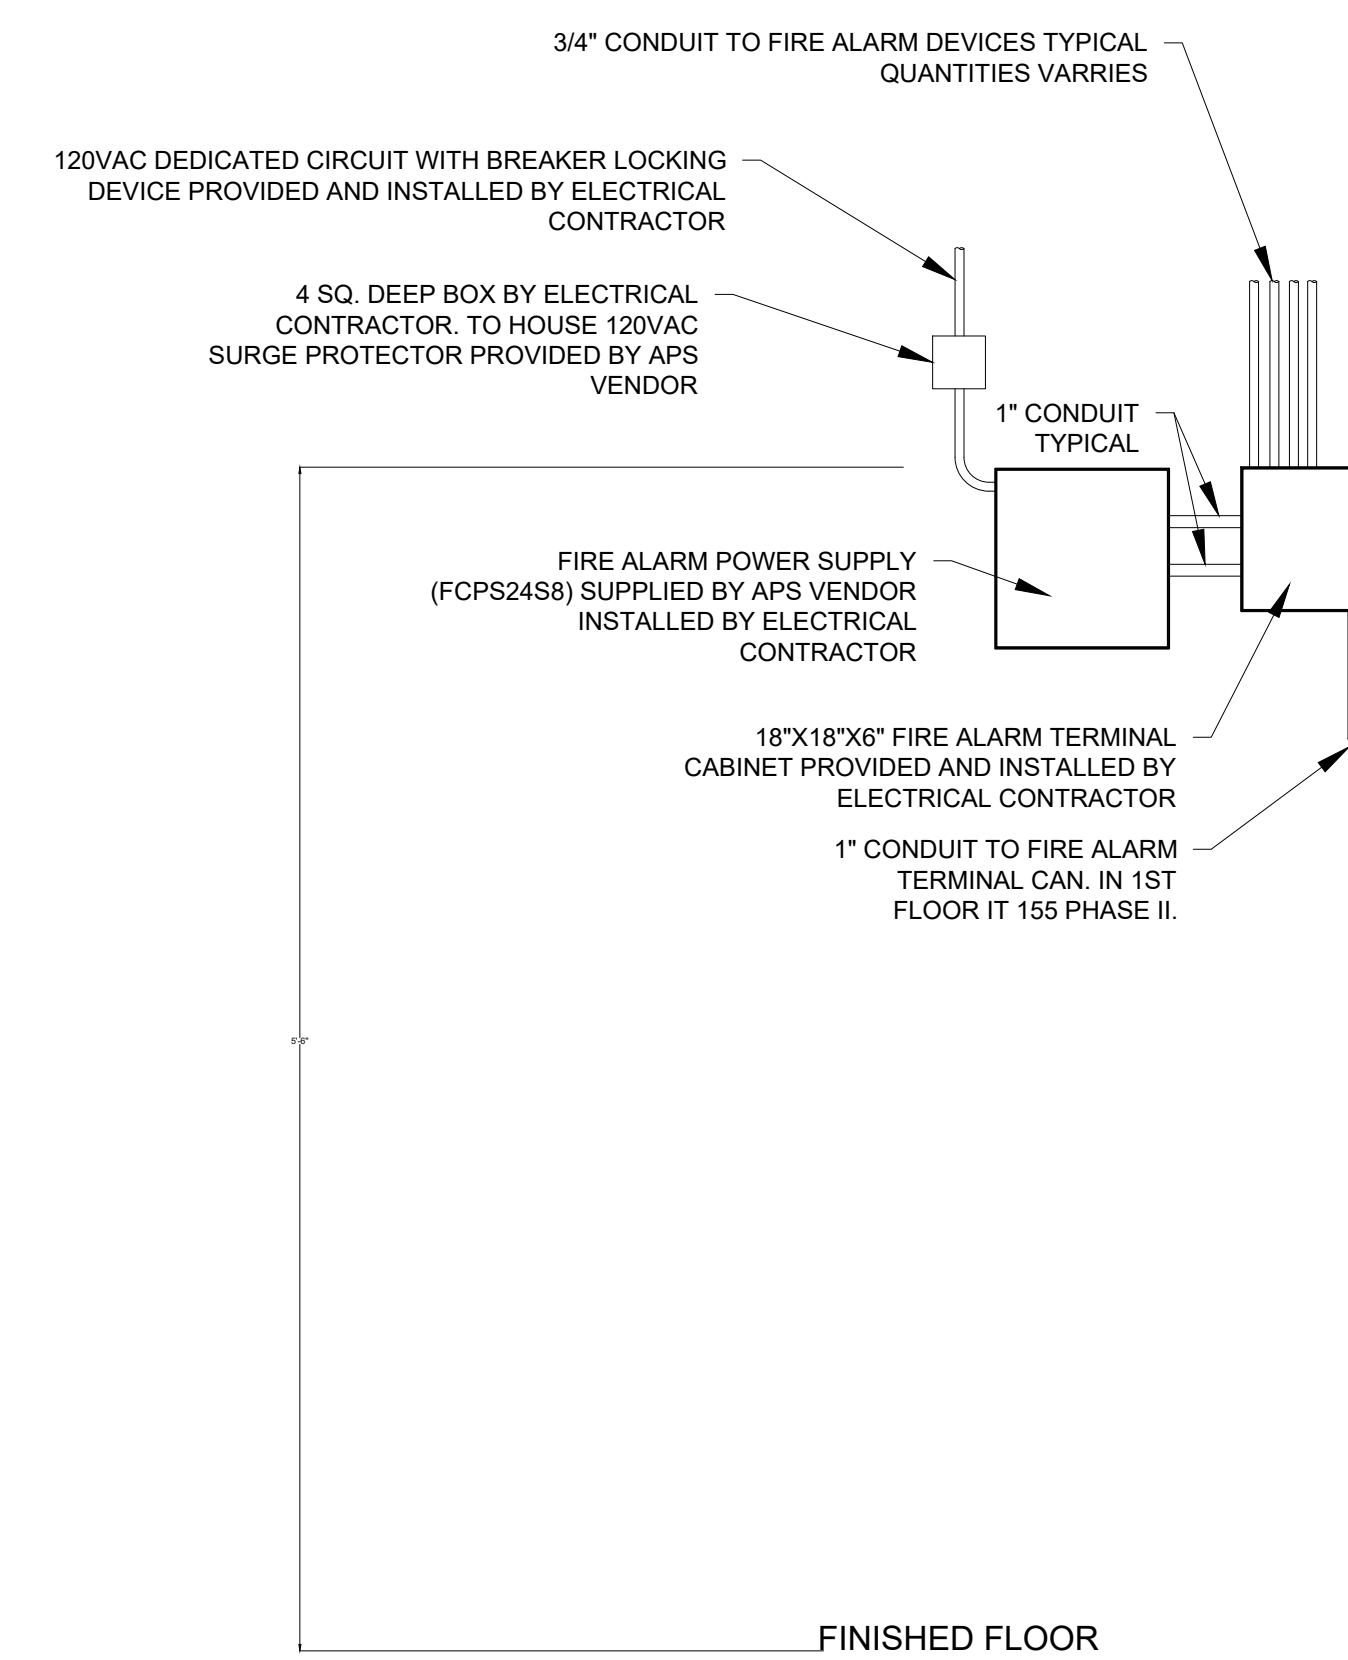 3/4" CONDUIT TO FIRE ALARM DEVICES TYPICAL
QUANTITIES VARRIES
120VAC DEDICATED CIRCUIT WITH BREAKER LOCKING
DEVICE PROVIDED AND INSTALLED BY ELECTRICAL
CONTRACTOR
4 SQ. DEEP BOX BY ELECTRICAL
CONTRACTOR. TO HOUSE 120VAC
SURGE PROTECTOR PROVIDED BY APS
VENDOR
1" CONDUIT
TYPICAL
FIRE ALARM POWER SUPPLY
(FCPS24S8) SUPPLIED BY APS VENDOR
INSTALLED BY ELECTRICAL
CONTRACTOR
18"X18"X6" FIRE ALARM TERMINAL
CABINET PROVIDED AND INSTALLED BY
ELECTRICAL CONTRACTOR
1" CONDUIT TO FIRE ALARM
TERMINAL CAN. IN 1ST
FLOOR IT 155 PHASE II.
5'-6"
FINISHED FLOOR